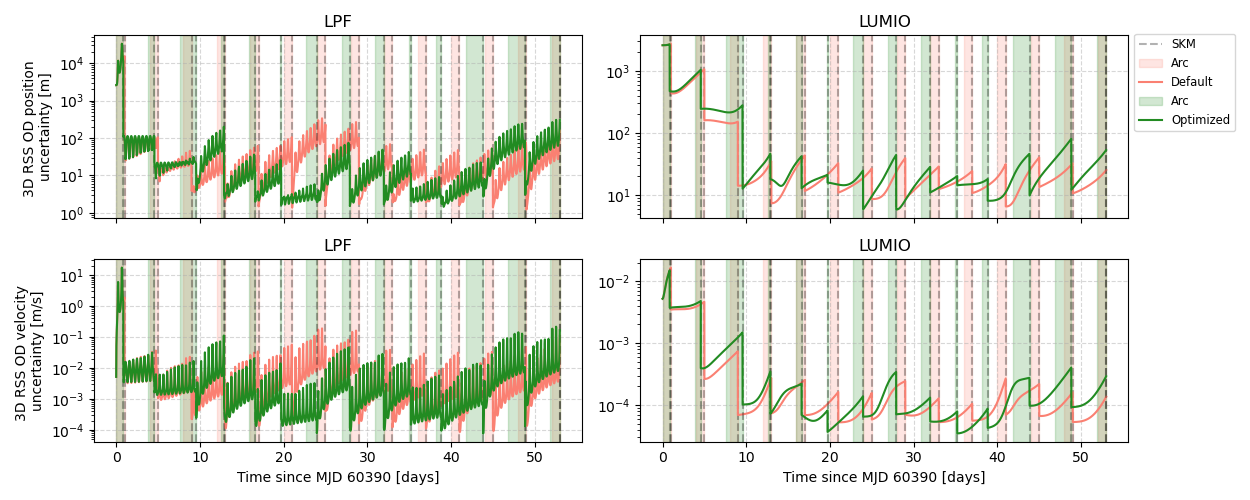 LPF
LUMIO
3D RSS OD position
uncertainty [m]
10⁴
10³
10²
10¹
10⁰
10³
10²
10¹
SKM
Arc
Default
Arc
Optimized
LPF
LUMIO
3D RSS OD velocity
uncertainty [m/s]
10¹
10⁰
10⁻¹
10⁻²
10⁻³
10⁻⁴
10⁻²
10⁻³
10⁻⁴
0 10 20 30 40 50
0 10 20 30 40 50
Time since MJD 60390 [days]
Time since MJD 60390 [days]